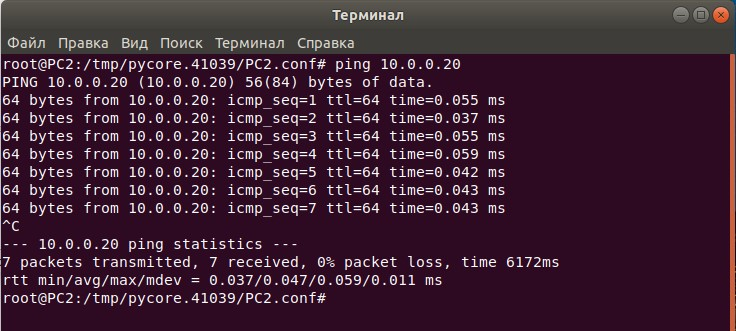 Терминал
Файл Правка Вид Поиск Терминал Справка
root@PC2:/tmp/pycore.41039/PC2.conf# ping 10.0.0.20
PING 10.0.0.20 (10.0.0.20) 56(84) bytes of data.
64 bytes from 10.0.0.20: icmp_seq=1 ttl=64 time=0.055 ms
64 bytes from 10.0.0.20: icmp_seq=2 ttl=64 time=0.037 ms
64 bytes from 10.0.0.20: icmp_seq=3 ttl=64 time=0.055 ms
64 bytes from 10.0.0.20: icmp_seq=4 ttl=64 time=0.059 ms
64 bytes from 10.0.0.20: icmp_seq=5 ttl=64 time=0.042 ms
64 bytes from 10.0.0.20: icmp_seq=6 ttl=64 time=0.043 ms
64 bytes from 10.0.0.20: icmp_seq=7 ttl=64 time=0.043 ms
^C
--- 10.0.0.20 ping statistics ---
7 packets transmitted, 7 received, 0% packet loss, time 6172ms
rtt min/avg/max/mdev = 0.037/0.047/0.059/0.011 ms
root@PC2:/tmp/pycore.41039/PC2.conf#